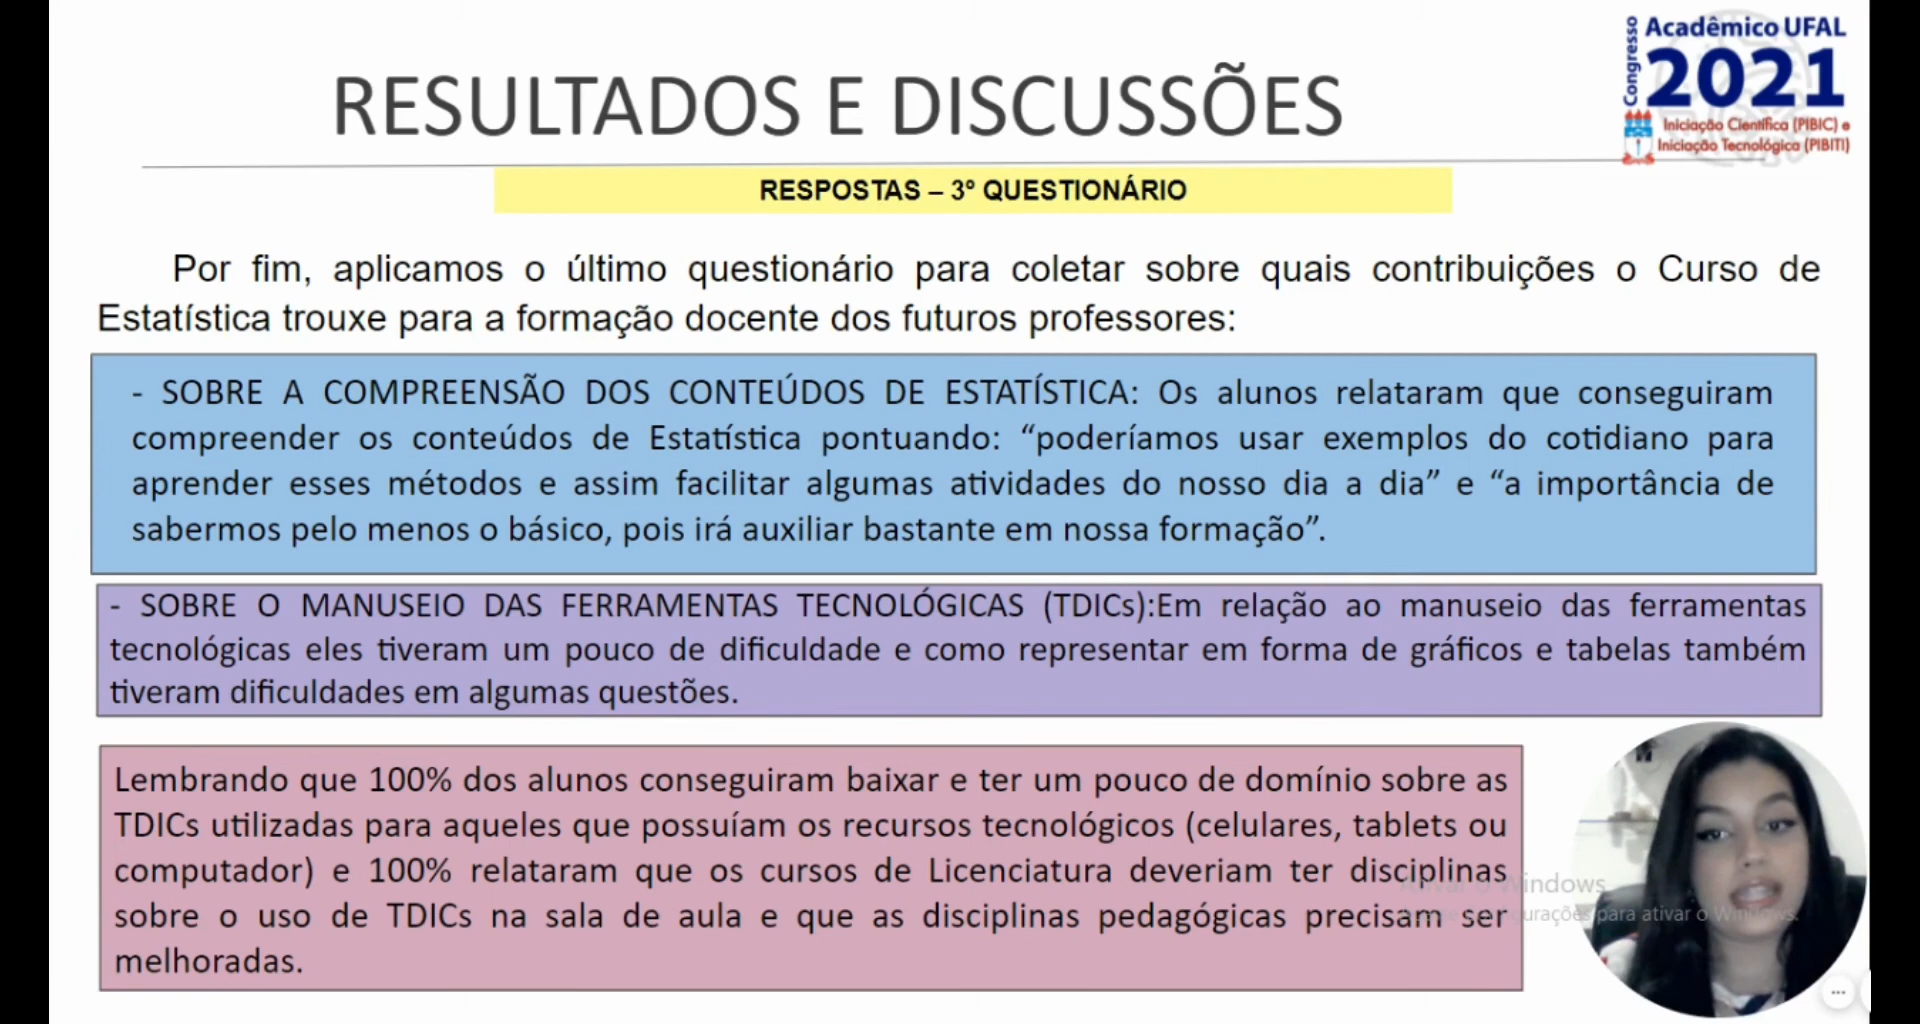 Congresso
Acadêmico UFAL
2021
Iniciação Científica (PIBIC) e
Iniciação Tecnológica (PIBITI)
RESULTADOS E DISCUSSÕES
RESPOSTAS – 3º QUESTIONÁRIO
Por fim, aplicamos o último questionário para coletar sobre quais contribuições o Curso de
Estatística trouxe para a formação docente dos futuros professores:
- SOBRE A COMPREENSÃO DOS CONTEÚDOS DE ESTATÍSTICA: Os alunos relataram que conseguiram
compreender os conteúdos de Estatística pontuando: “poderíamos usar exemplos do cotidiano para
aprender esses métodos e assim facilitar algumas atividades do nosso dia a dia” e “a importância de
sabermos pelo menos o básico, pois irá auxiliar bastante em nossa formação”.
- SOBRE O MANUSEIO DAS FERRAMENTAS TECNOLÓGICAS (TDICs):Em relação ao manuseio das ferramentas
tecnológicas eles tiveram um pouco de dificuldade e como representar em forma de gráficos e tabelas também
tiveram dificuldades em algumas questões.
Lembrando que 100% dos alunos conseguiram baixar e ter um pouco de domínio sobre as
TDICs utilizadas para aqueles que possuíam os recursos tecnológicos (celulares, tablets ou
computador) e 100% relataram que os cursos de Licenciatura deveriam ter disciplinas
sobre o uso de TDICs na sala de aula e que as disciplinas pedagógicas precisam ser
melhoradas.
Ativar o Windows
para ativar o Windows.